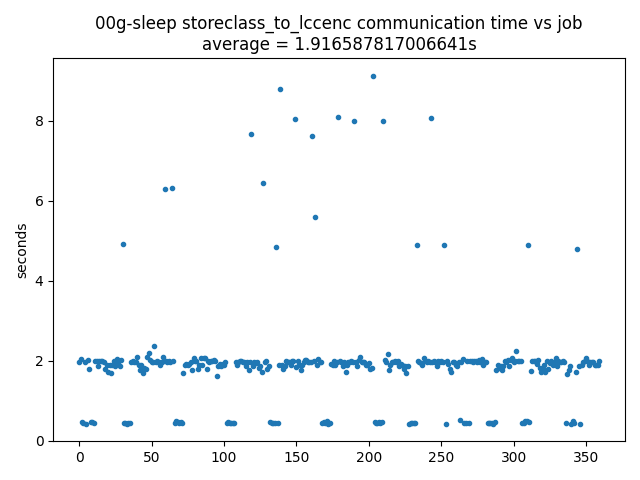 00g-sleep storeclass_to_lccenc communication time vs job
average = 1.916587817006641s
seconds
8
6
4
2
0
0 50 100 150 200 250 300 350